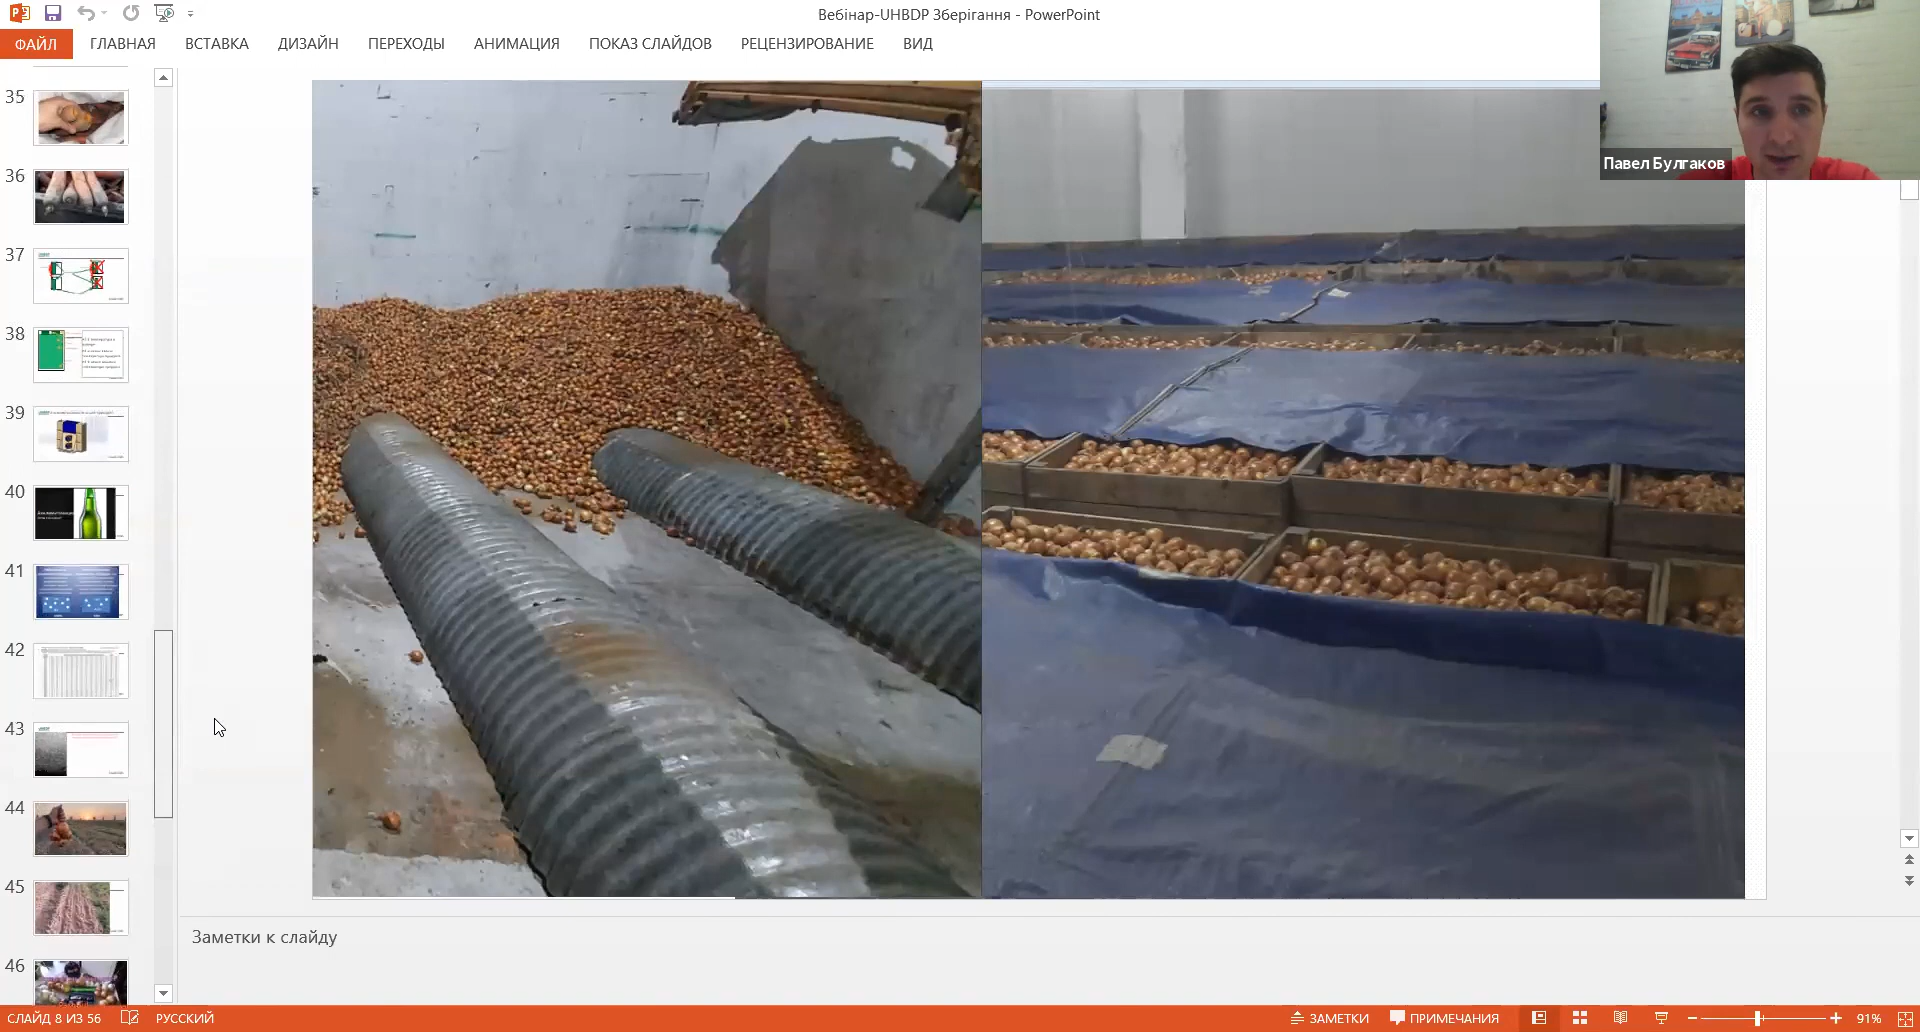 Вебінар-UHBDP Зберігання - PowerPoint
ФАЙЛ ГЛАВНАЯ ВСТАВКА ДИЗАЙН ПЕРЕХОДЫ АНИМАЦИЯ ПОКАЗ СЛАЙДОВ РЕЦЕНЗИРОВАНИЕ ВИД
Павел Булгаков
35
36
37
38
39
40
41
42
43
44
45
46
Заметки к слайду
СЛАЙД 8 ИЗ 56 РУССКИЙ ЗАМЕТКИ ПРИМЕЧАНИЯ 91%